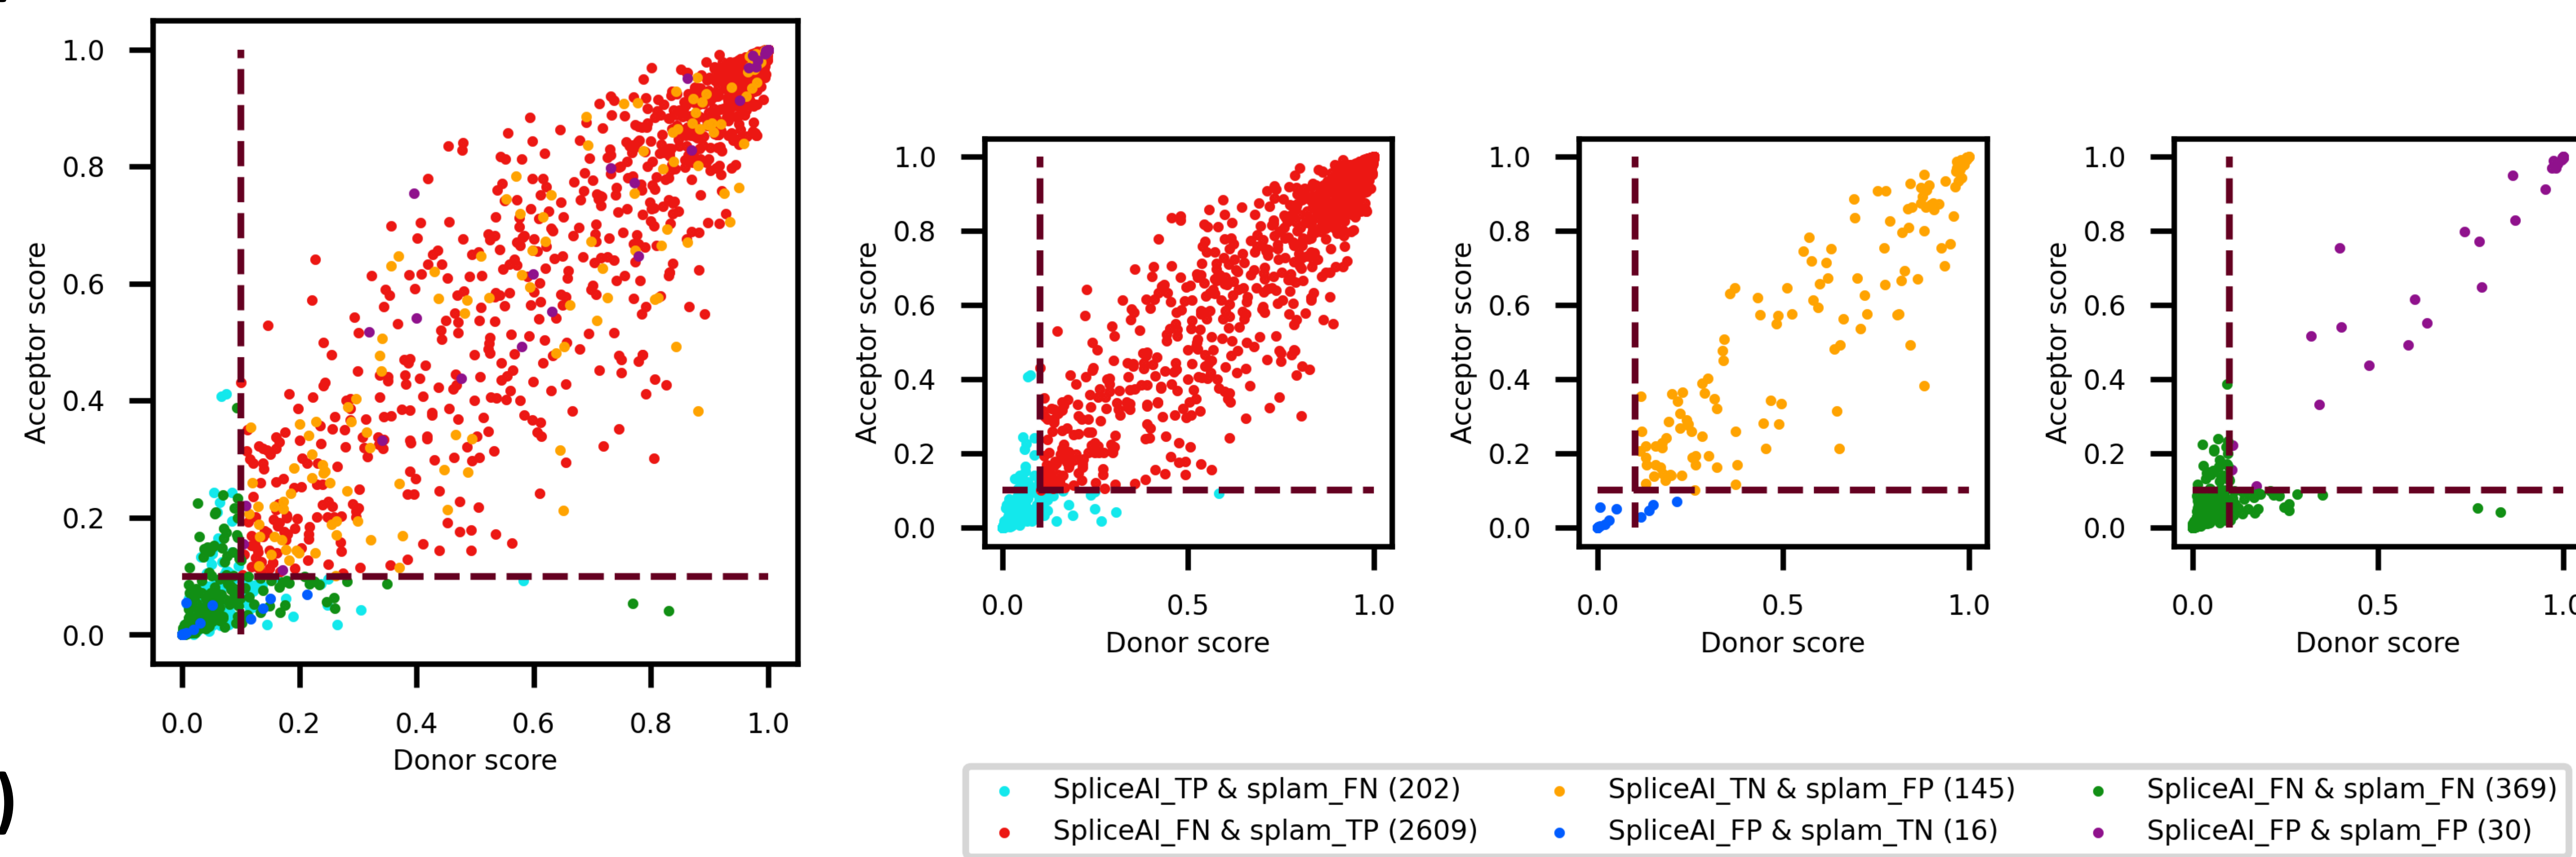 1.0
0.8
0.6
0.4
0.2
0.0
Acceptor score
0.0 0.2 0.4 0.6 0.8 1.0
Donor score
1.0
0.8
0.6
0.4
0.2
0.0
Acceptor score
0.0 0.5 1.0
Donor score
1.0
0.8
0.6
0.4
0.2
0.0
Acceptor score
0.0 0.5 1.0
Donor score
1.0
0.8
0.6
0.4
0.2
0.0
Acceptor score
0.0 0.5 1.0
Donor score
)
SpliceAI_TP & splam_FN (202)
SpliceAI_FN & splam_TP (2609)
SpliceAI_TN & splam_FP (145)
SpliceAI_FP & splam_TN (16)
SpliceAI_FN & splam_FN (369)
SpliceAI_FP & splam_FP (30)